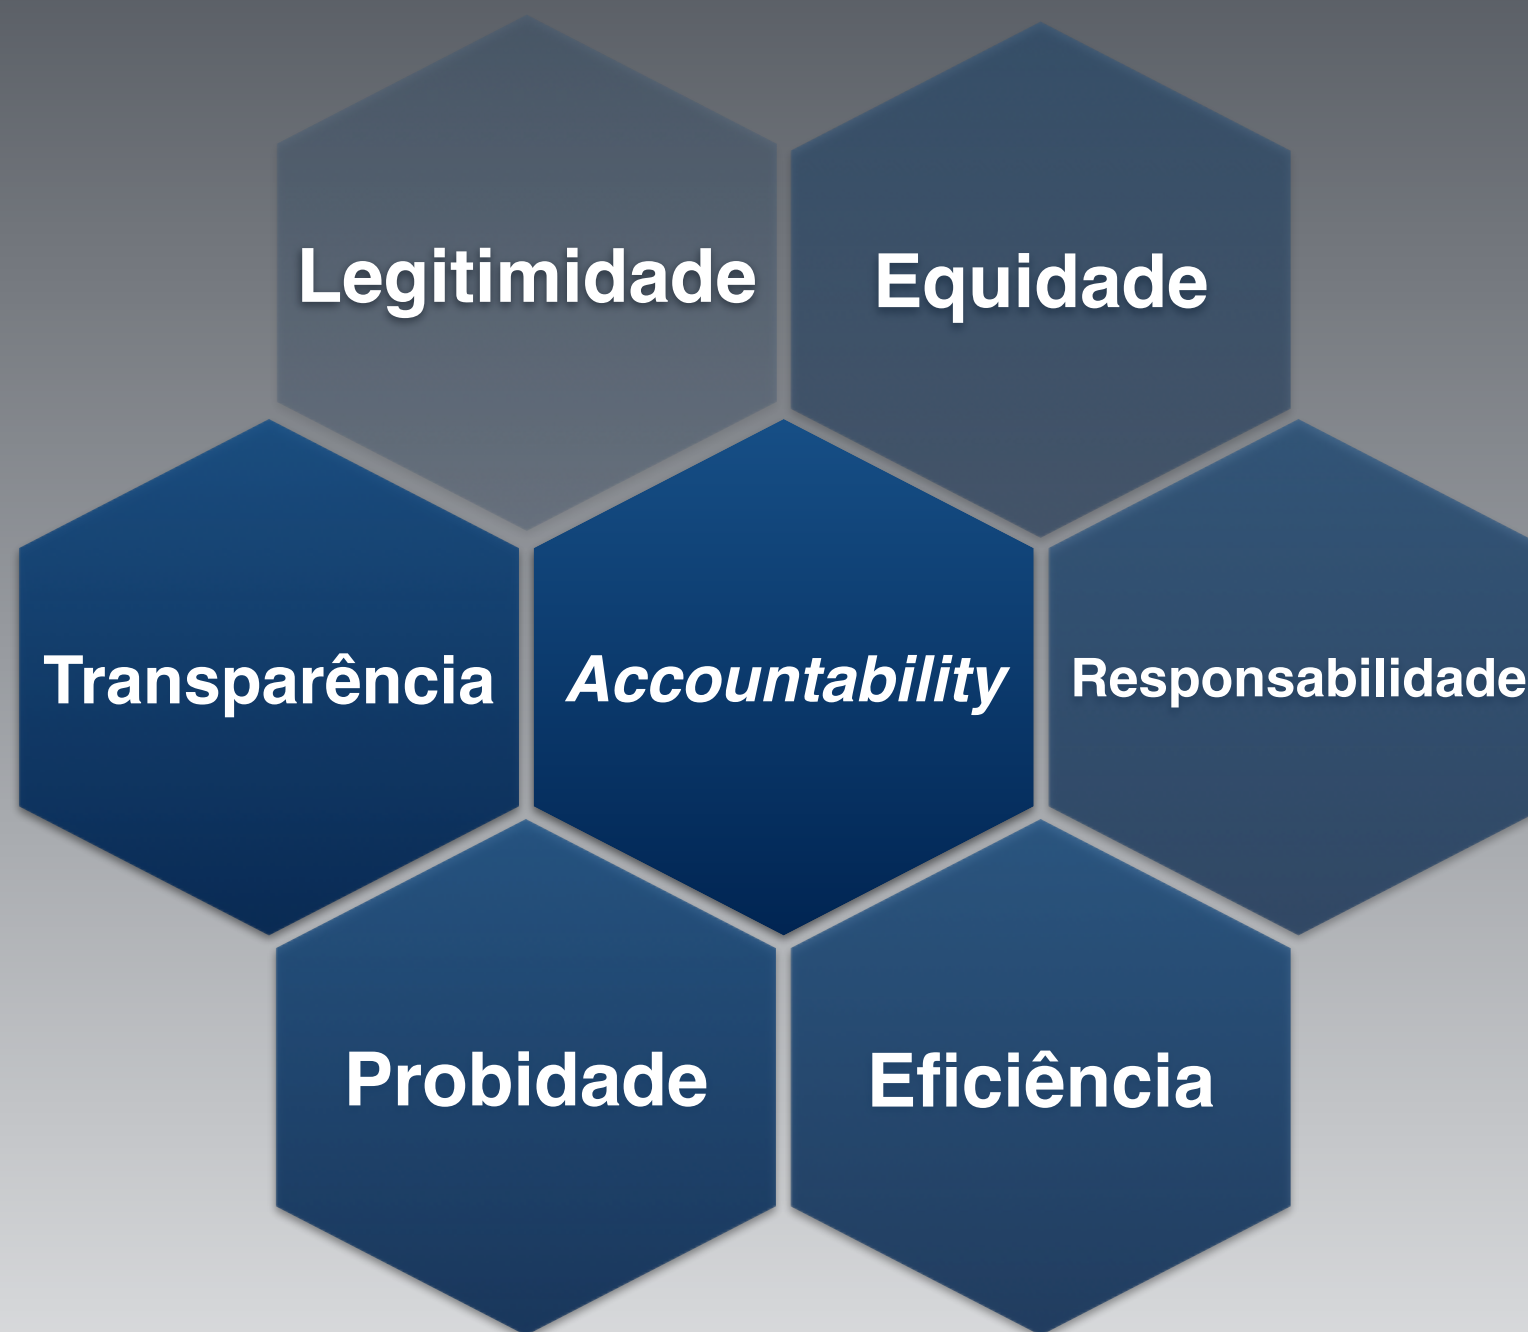 Legitimidade
Equidade
Transparência
Accountability
Responsabilidade
Probidade
Eficiência